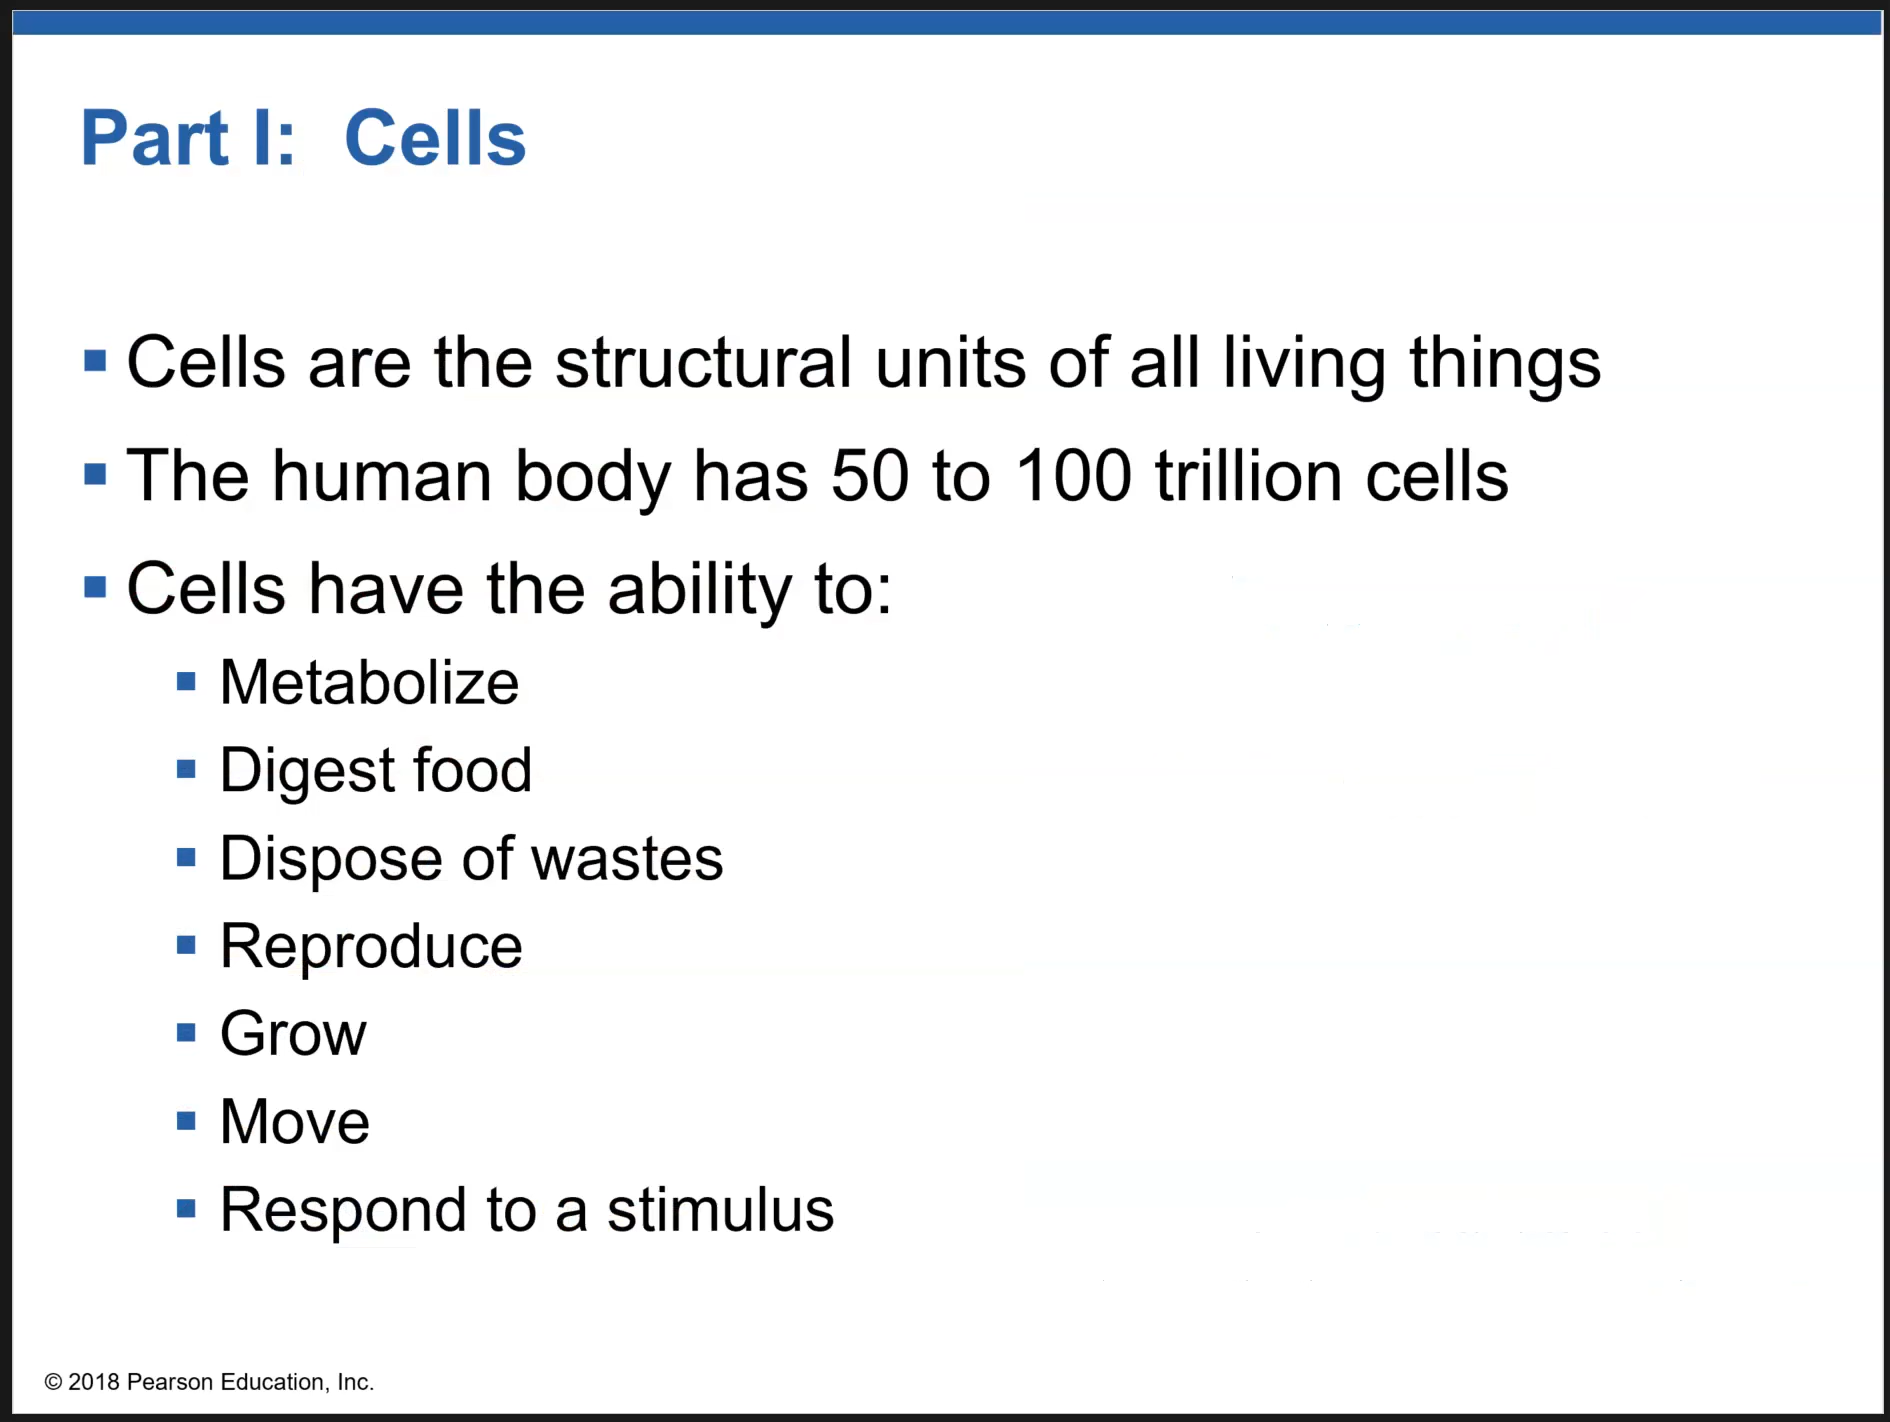 Part I: Cells
Cells are the structural units of all living things
The human body has 50 to 100 trillion cells
Cells have the ability to:
Metabolize
Digest food
Dispose of wastes
Reproduce
Grow
Move
Respond to a stimulus
© 2018 Pearson Education, Inc.